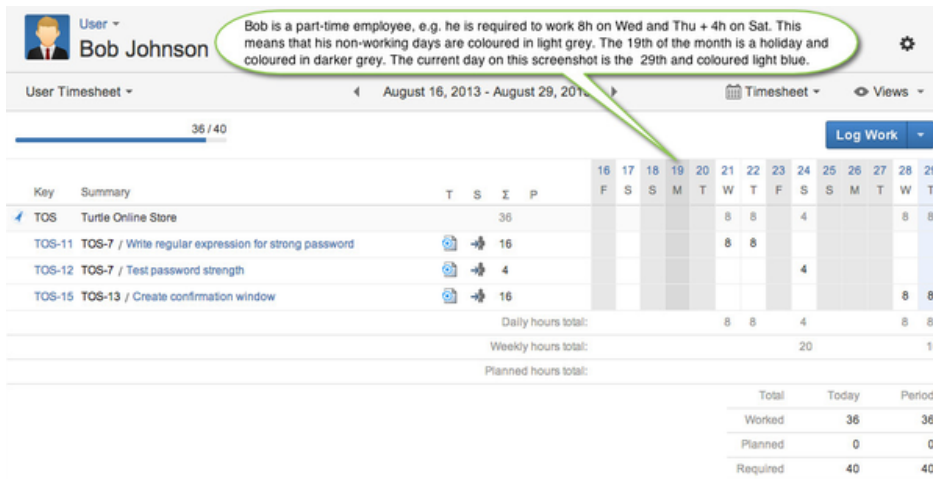 User
Bob Johnson
Bob is a part-time employee, e.g. he is required to work 8h on Wed and Thu + 4h on Sat. This
means that his non-working days are coloured in light grey. The 19th of the month is a holiday and
coloured in darker grey. The current day on this screenshot is the 29th and coloured light blue.
User Timesheet
August 16, 2013 - August 29, 201
Timesheet
Views
36 / 40
Log Work
16 17 18 19 20 21 22 23 24 25 26 27 28 29
Key Summary T S Σ P F S S M T W T F S S M T W T
TOS Turtle Online Store 36 8 8 4 8 8
TOS-11 TOS-7 / Write regular expression for strong password 16 8 8
TOS-12 TOS-7 / Test password strength 4 4
TOS-15 TOS-13 / Create confirmation window 16 8 8
Daily hours total: 8 8 4 8 8
Weekly hours total: 20 1
Planned hours total:
Total Today Period
Worked 36 36
Planned 0 0
Required 40 40